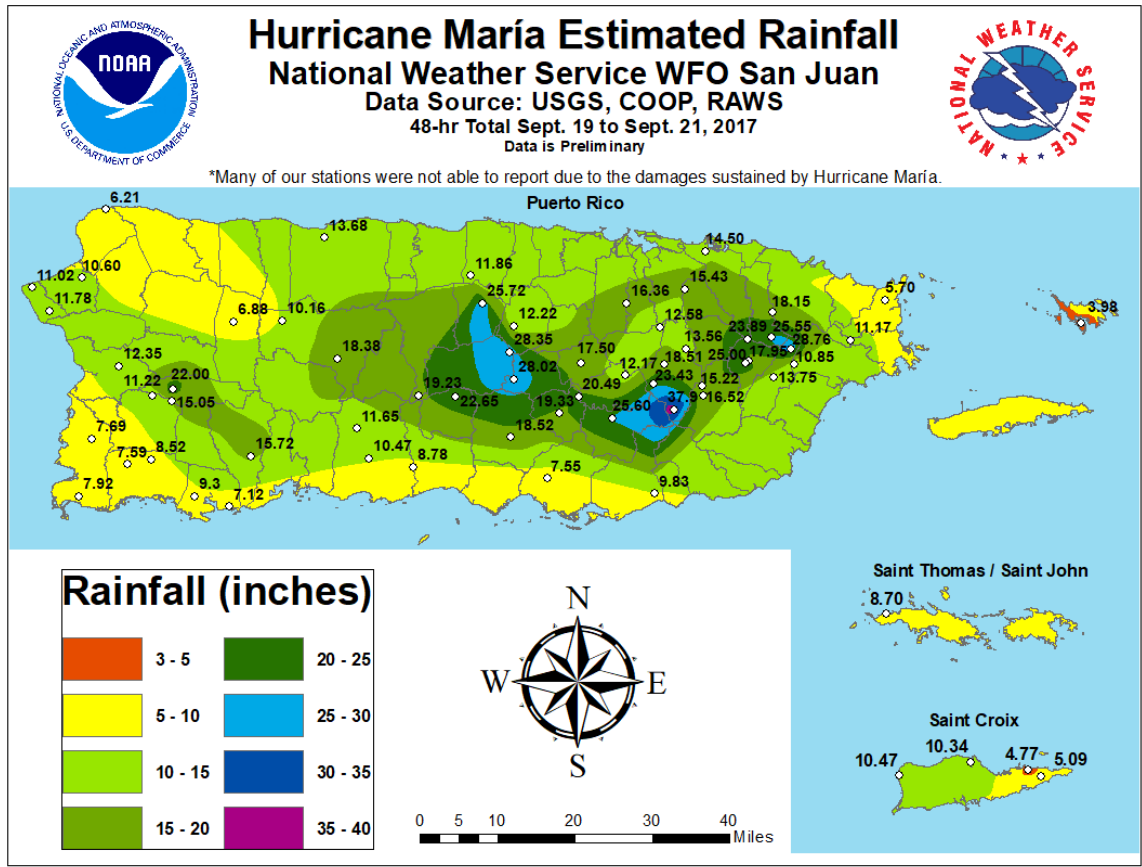 Hurricane María Estimated Rainfall
National Weather Service WFO San Juan
Data Source: USGS, COOP, RAWS
48-hr Total Sept. 19 to Sept. 21, 2017
Data is Preliminary
*Many of our stations were not able to report due to the damages sustained by Hurricane María.
NATIONAL OCEANIC AND ATMOSPHERIC ADMINISTRATION
NOAA
U.S. DEPARTMENT OF COMMERCE
NATIONAL WEATHER SERVICE
Puerto Rico
6.21
13.68
14.50
11.02
10.60
11.86
15.43
11.78
25.72
16.36
5.70
3.98
6.88
10.16
12.22
12.58
18.15
11.17
23.89
25.55
28.76
13.56
12.35
18.38
28.35
17.50
12.17
18.51
25.00
17.95
10.85
28.02
11.22
22.00
23.43
15.22
13.75
15.05
19.23
22.65
20.49
19.33
37.9
16.52
25.60
11.65
18.52
7.69
15.72
7.59
8.52
10.47
8.78
7.55
7.92
9.3
7.12
9.83
Rainfall (inches)
3 - 5
20 - 25
5 - 10
25 - 30
10 - 15
30 - 35
15 - 20
35 - 40
N
W
E
S
0 5 10 20 30 40
Miles
Saint Thomas / Saint John
8.70
Saint Croix
10.47
10.34
4.77
5.09